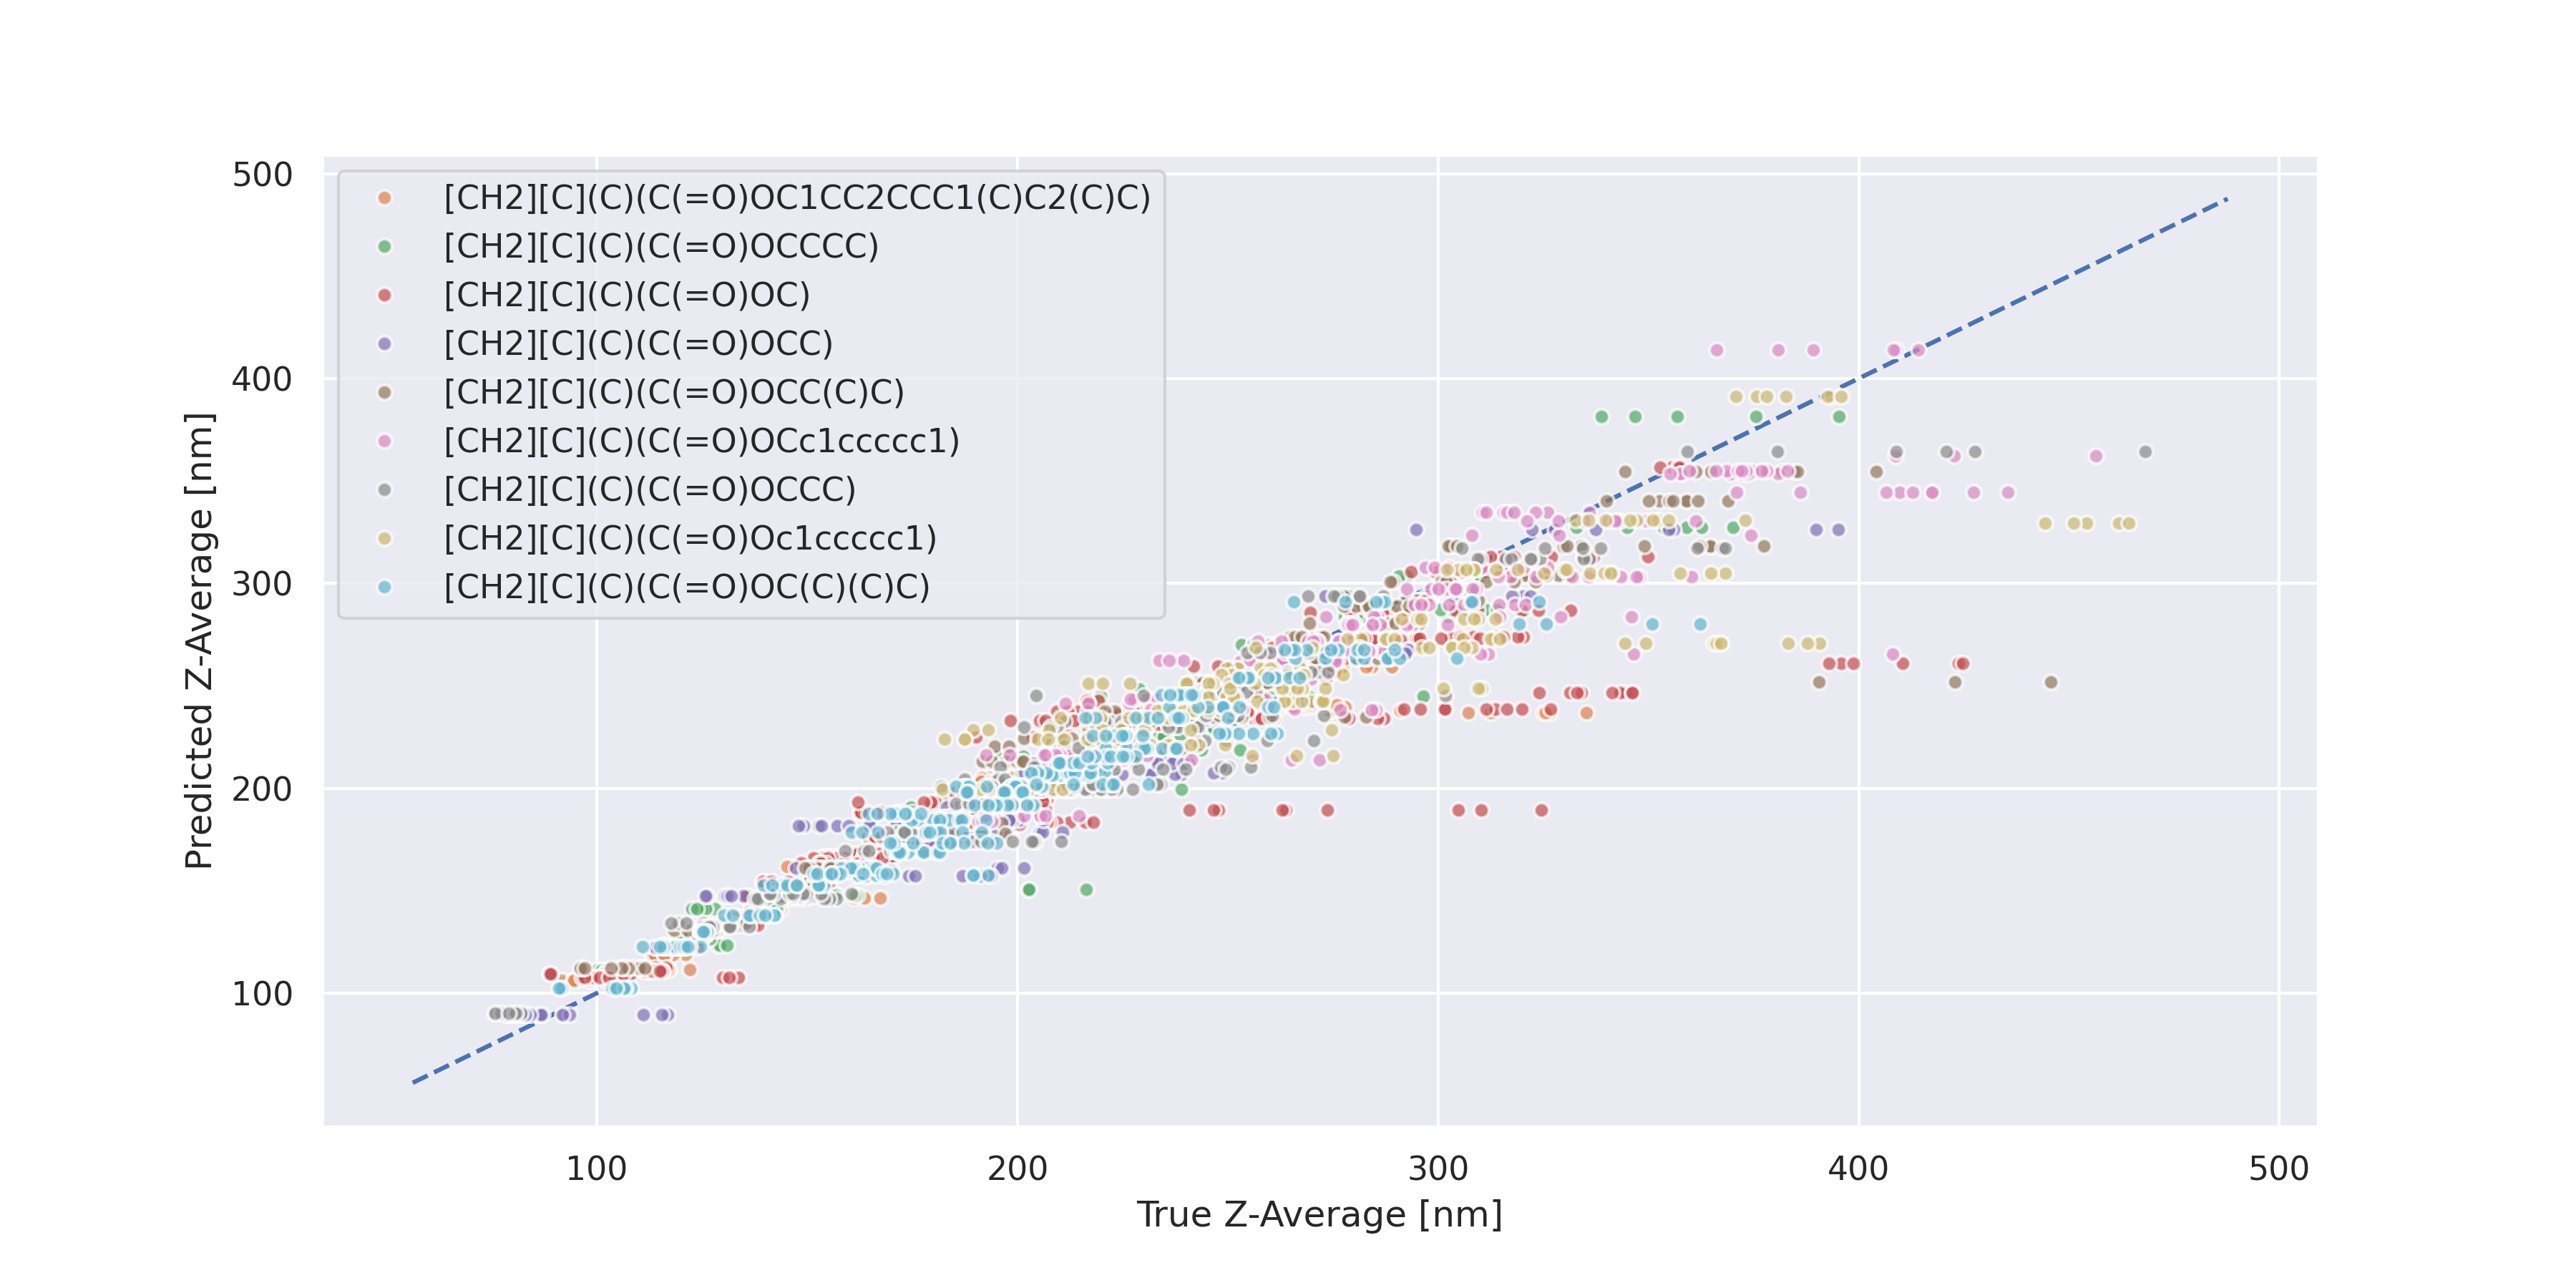 500
400
300
200
100
Predicted Z-Average [nm]
[CH2][C](C)(C(=O)OC1CC2CCC1(C)C2(C)C)
[CH2][C](C)(C(=O)OCCCC)
[CH2][C](C)(C(=O)OC)
[CH2][C](C)(C(=O)OCC)
[CH2][C](C)(C(=O)OCC(C)C)
[CH2][C](C)(C(=O)OCc1ccccc1)
[CH2][C](C)(C(=O)OCCC)
[CH2][C](C)(C(=O)Oc1ccccc1)
[CH2][C](C)(C(=O)OC(C)(C)C)
100 200 300 400 500
True Z-Average [nm]